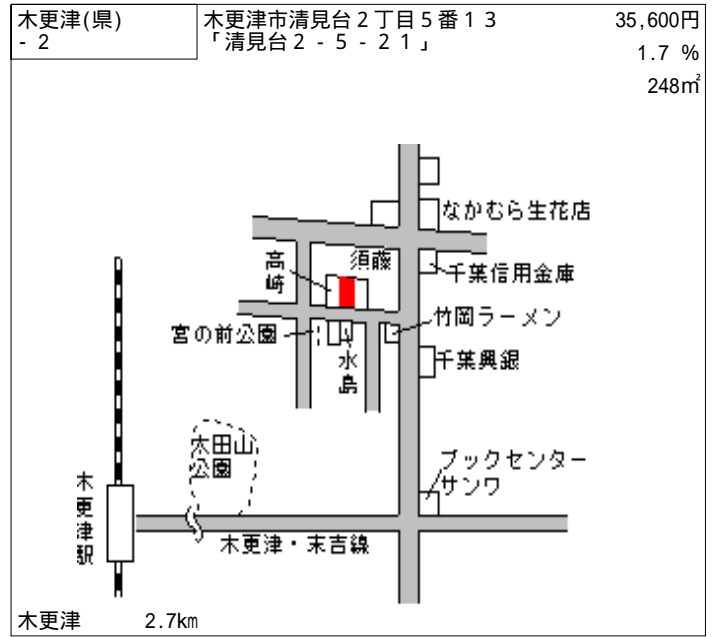 木更津(県)
- 2
木更津市清見台２丁目５番１３
「清見台２－５－２１」
35,600円
1.7 %
248㎡
なかむら生花店
須藤
高崎
千葉信用金庫
竹岡ラーメン
宮の前公園
水島
千葉興銀
太田山
公園
ブックセンター
サンワ
木更津駅
木更津・末吉線
木更津 2.7km